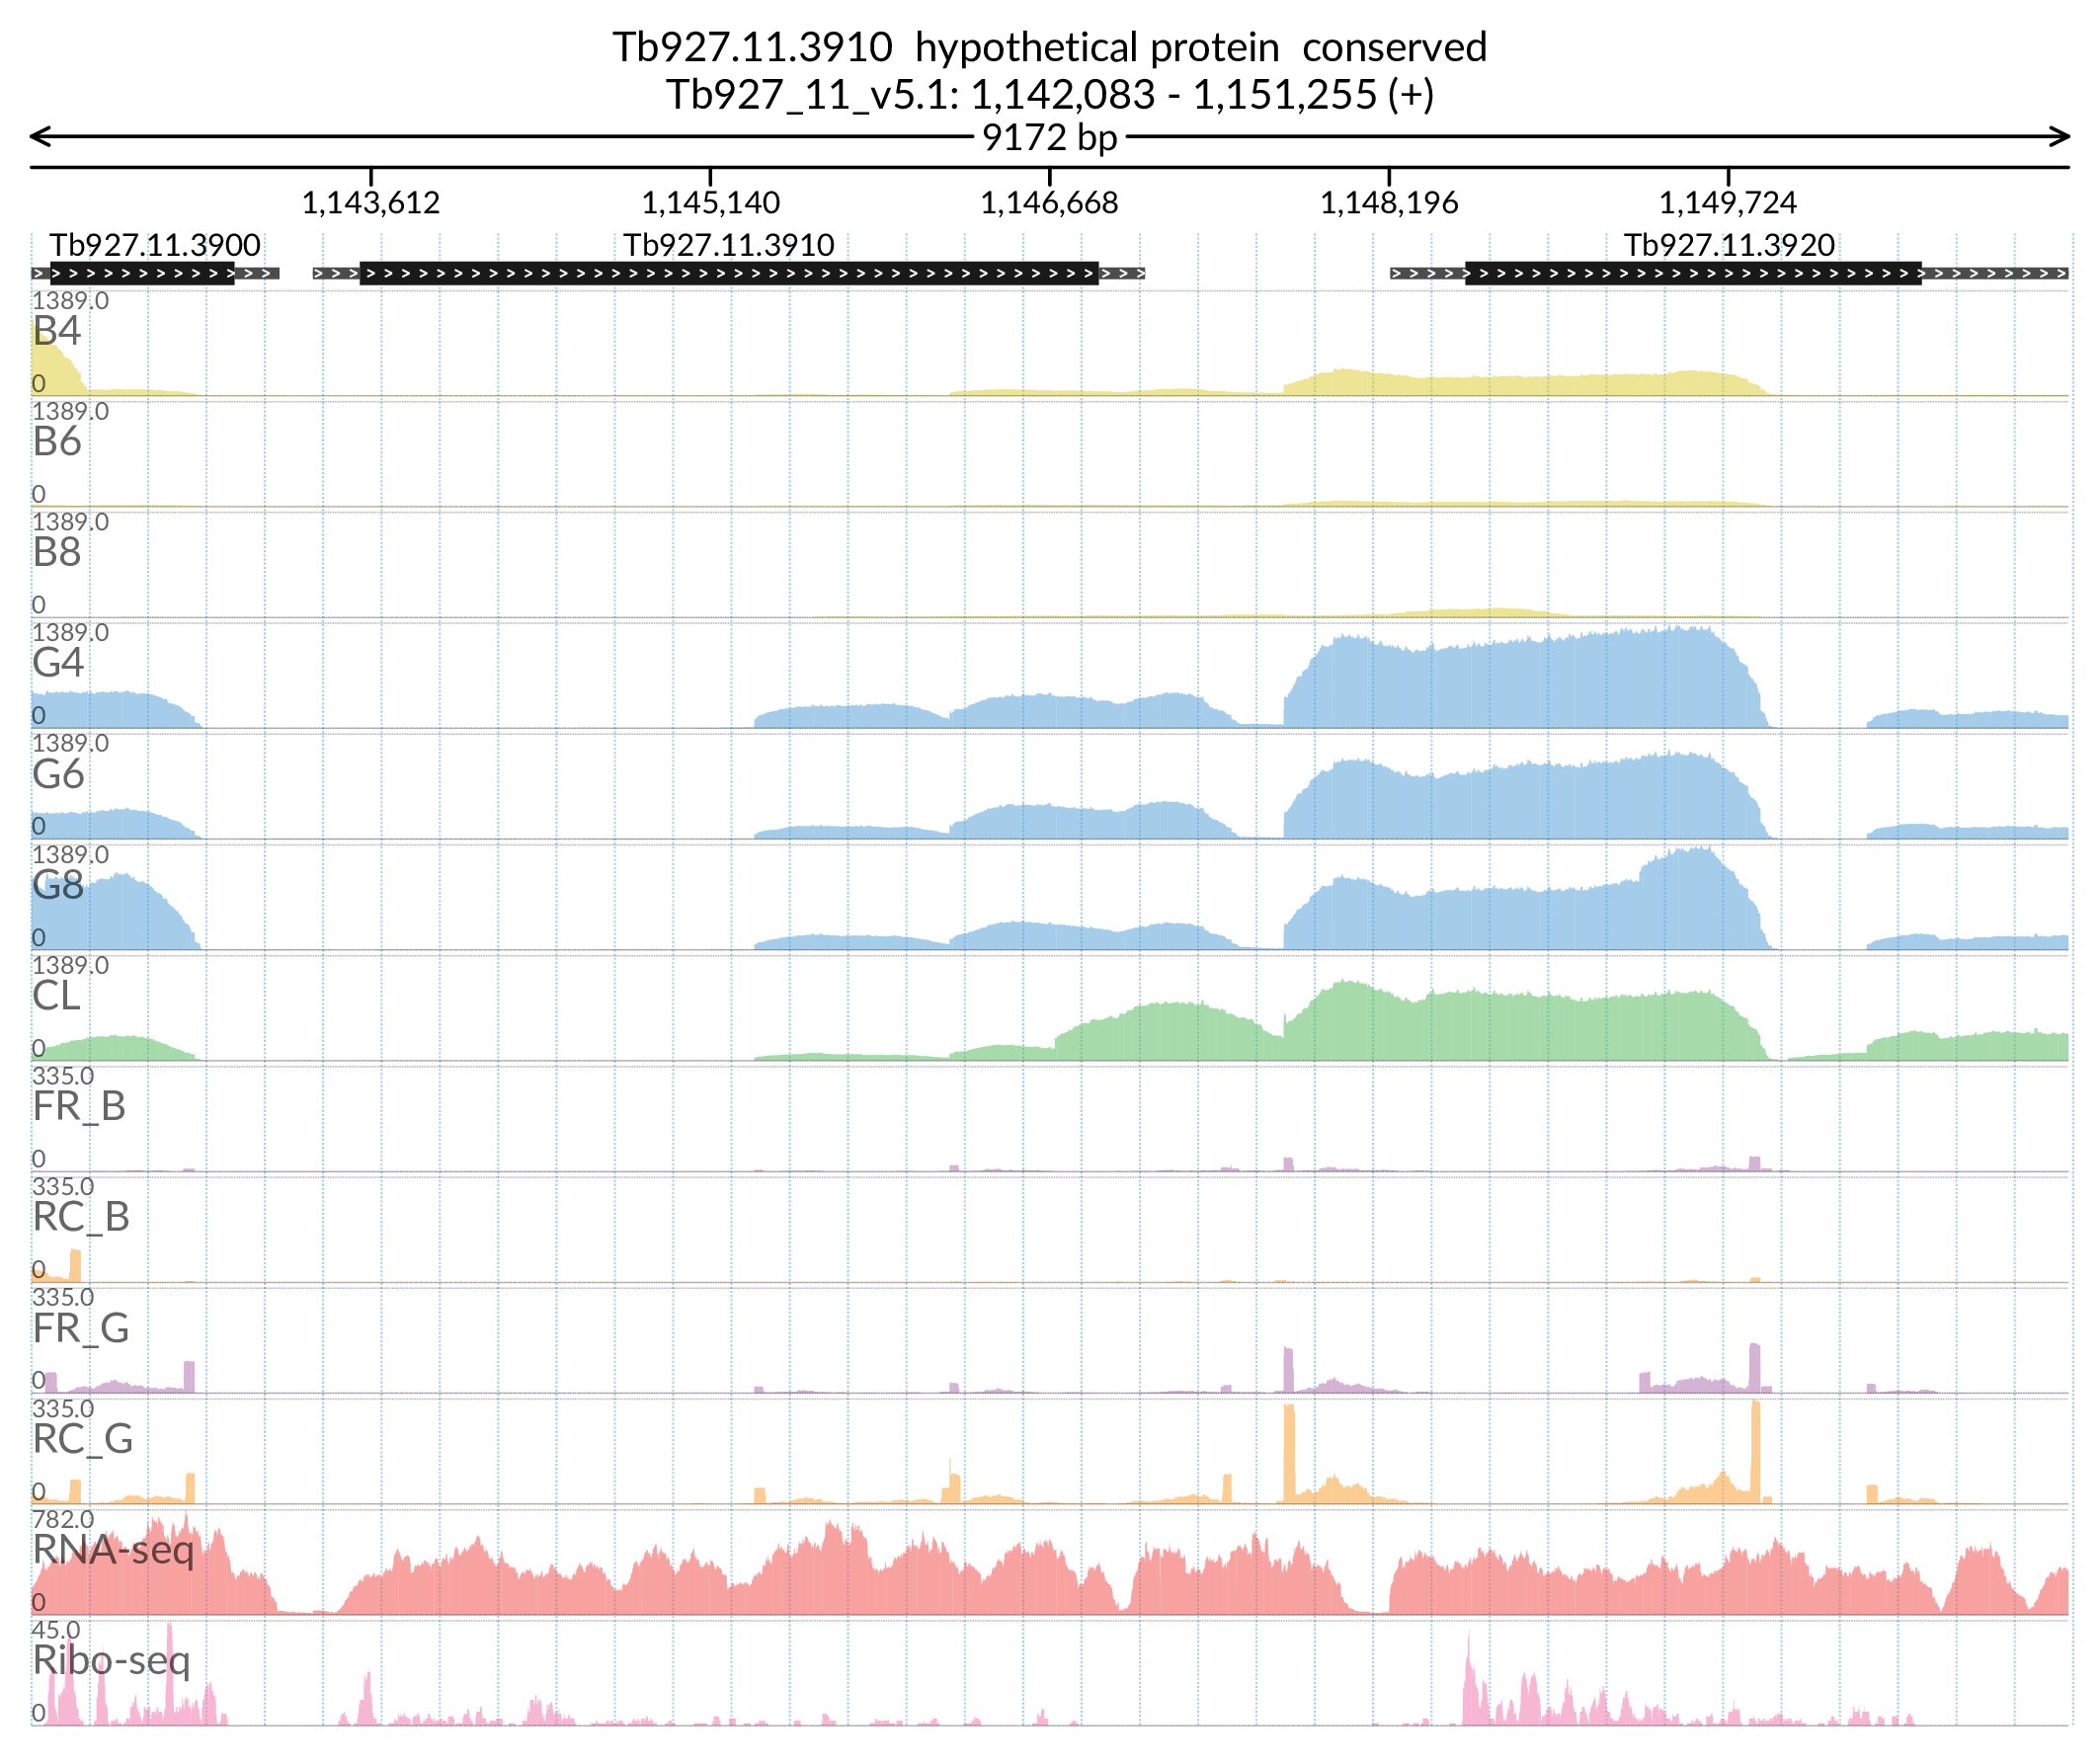 Tb927.11.3910 hypothetical protein conserved
Tb927_11_v5.1: 1,142,083 - 1,151,255 (+)
9172 bp
1,143,612 1,145,140 1,146,668 1,148,196 1,149,724
Tb927.11.3900 Tb927.11.3910 Tb927.11.3920
1389.0
B4
0
1389.0
B6
0
1389.0
B8
0
1389.0
G4
0
1389.0
G6
0
1389.0
G8
0
1389.0
CL
0
335.0
FR_B
0
335.0
RC_B
0
335.0
FR_G
0
335.0
RC_G
0
782.0
RNA-seq
0
45.0
Ribo-seq
0